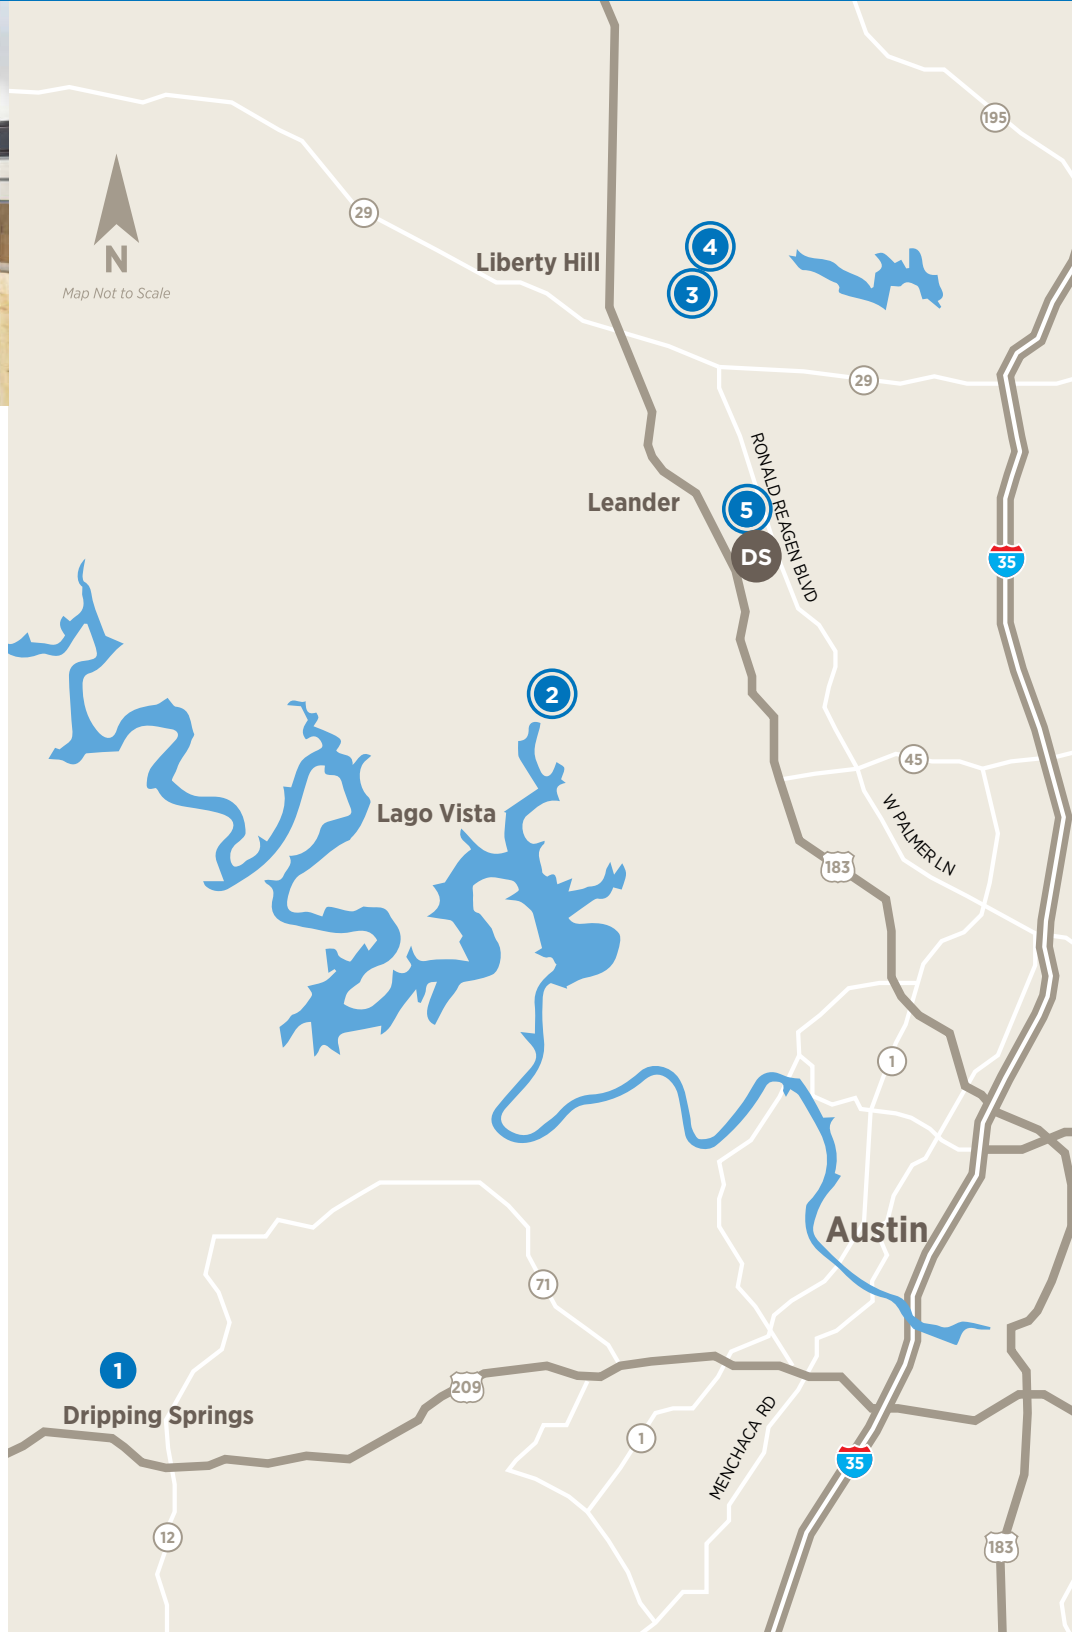 195
29
N
Map Not to Scale
Liberty Hill
4
3
29
RONALD REAGEN BLVD
Leander
5
DS
35
2
45
Lago Vista
W PALMER LN
183
1
Austin
71
1
Dripping Springs
209
MENCHACA RD
1
35
12
183